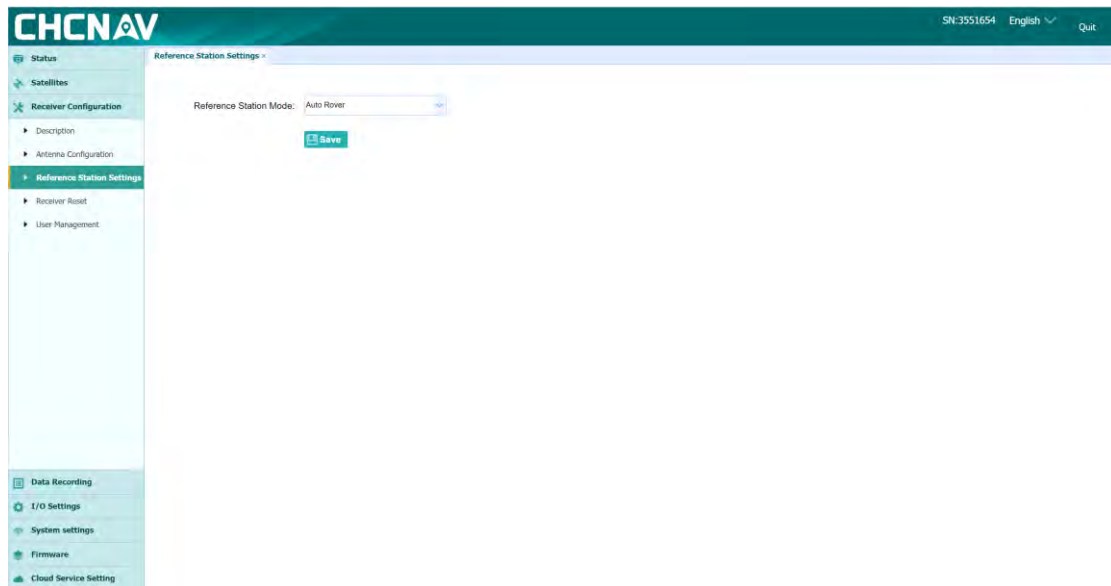 CHCNAV
SN:3551654 English Quit
Status
Satellites
Receiver Configuration
Description
Antenna Configuration
Reference Station Settings
Receiver Reset
User Management
Data Recording
I/O Settings
System settings
Firmware
Cloud Service Setting
Reference Station Settings ×
Reference Station Mode: Auto Rover
Save